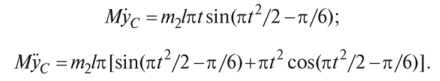 Mẏ_C = m₂lπt sin(πt²/2 − π/6);
Mÿ_C = m₂lπ[sin(πt²/2 − π/6)+πt² cos(πt²/2 − π/6)].